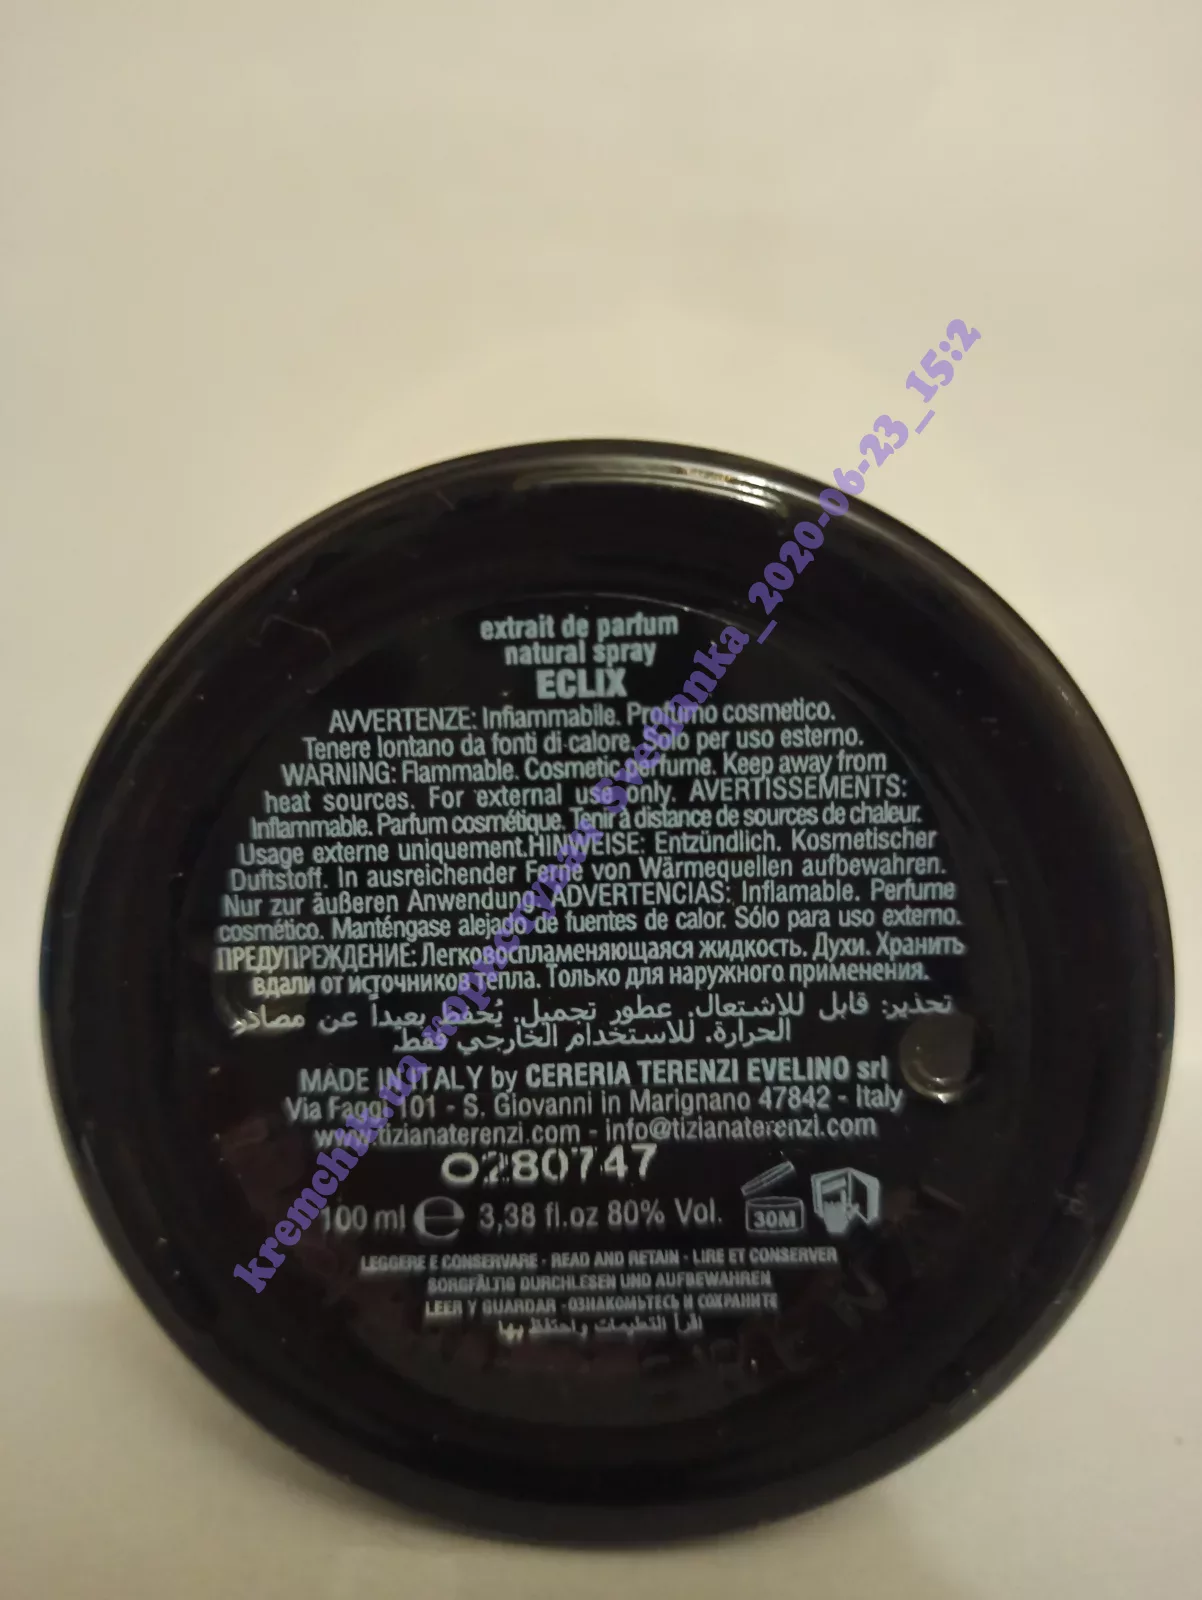 extrait de parfum
natural spray
ECLIX
AVVERTENZE: Infiammabile. Profumo cosmetico.
Tenere lontano da fonti di calore. Solo per uso esterno.
WARNING: Flammable. Cosmetic perfume. Keep away from
heat sources. For external use only. AVERTISSEMENTS:
Inflammable. Parfum cosmétique. Tenir à distance de sources de chaleur.
Usage externe uniquement.HINWEISE: Entzündlich. Kosmetischer
Duftstoff. In ausreichender Ferne von Wärmequellen aufbewahren.
Nur zur äußeren Anwendung. ADVERTENCIAS: Inflamable. Perfume
cosmético. Manténgase alejado de fuentes de calor. Sólo para uso externo.
ПРЕДУПРЕЖДЕНИЕ: Легковоспламеняющаяся жидкость. Духи. Хранить
вдали от источников тепла. Только для наружного применения.
تحذير: قابل للاشتعال. عطور تجميل. يُحفظ بعيداً عن مصادر
الحرارة. للاستخدام الخارجي فقط.
MADE IN ITALY by CERERIA TERENZI EVELINO srl
Via Faggi 101 - S. Giovanni in Marignano 47842 - Italy
www.tizianaterenzi.com - info@tizianaterenzi.com
0280747
100 ml e 3,38 fl.oz 80% Vol. 30M
LEGGERE E CONSERVARE - READ AND RETAIN - LIRE ET CONSERVER
SORGFÄLTIG DURCHLESEN UND AUFBEWAHREN
LEER Y GUARDAR - ОЗНАКОМЬТЕСЬ И СОХРАНИТЕ
اقرأ التعليمات واحتفظ بها